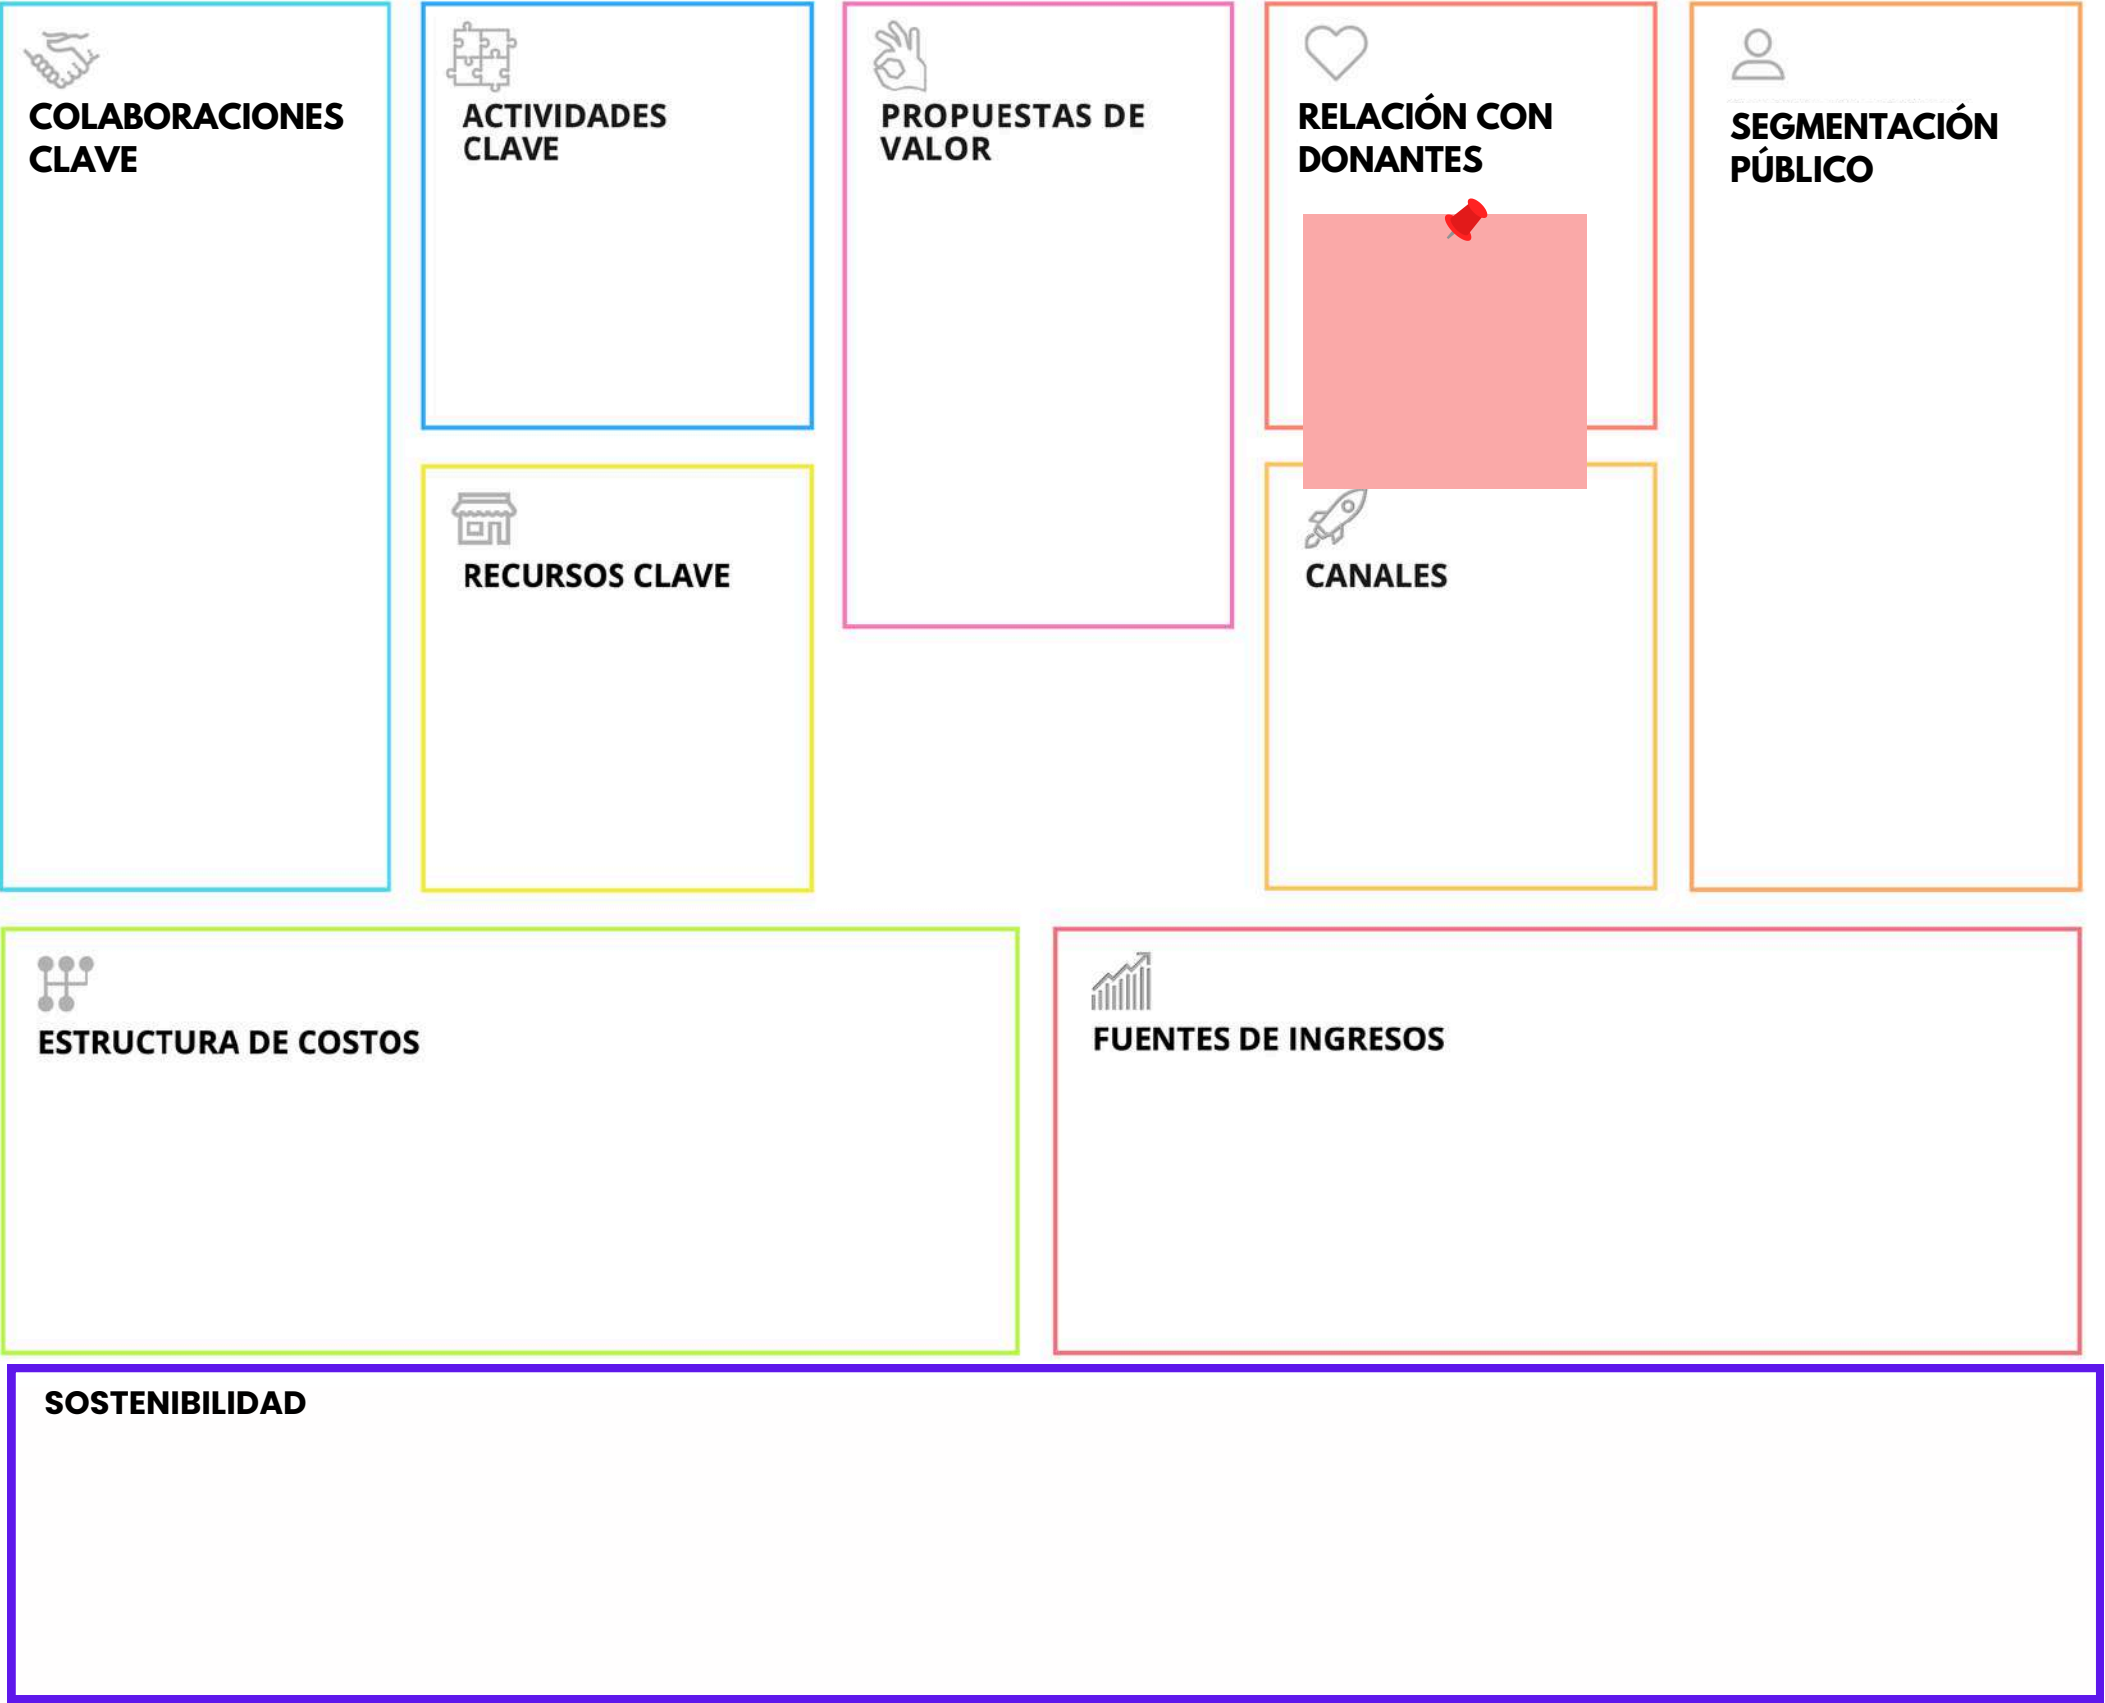 COLABORACIONES
CLAVE
ACTIVIDADES
CLAVE
PROPUESTAS DE
VALOR
RELACIÓN CON
DONANTES
SEGMENTACIÓN
PÚBLICO
RECURSOS CLAVE
CANALES
ESTRUCTURA DE COSTOS
FUENTES DE INGRESOS
SOSTENIBILIDAD